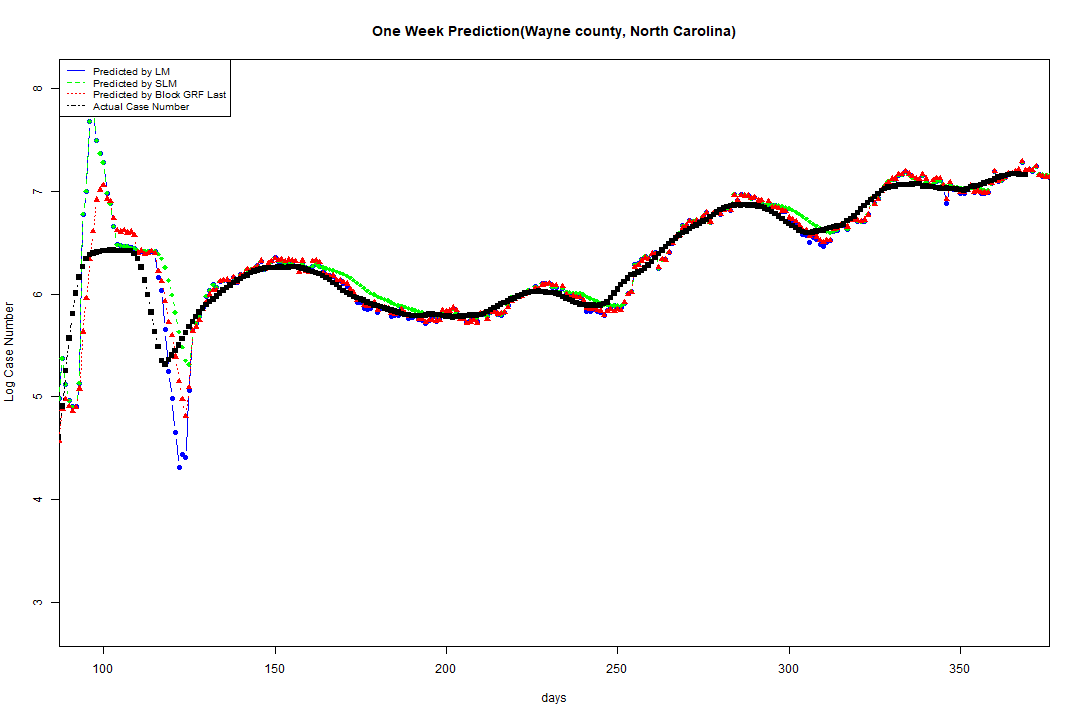 One Week Prediction(Wayne county, North Carolina)
Predicted by LM
Predicted by SLM
Predicted by Block GRF Last
Actual Case Number
8
7
6
5
4
3
Log Case Number
100 150 200 250 300 350
days